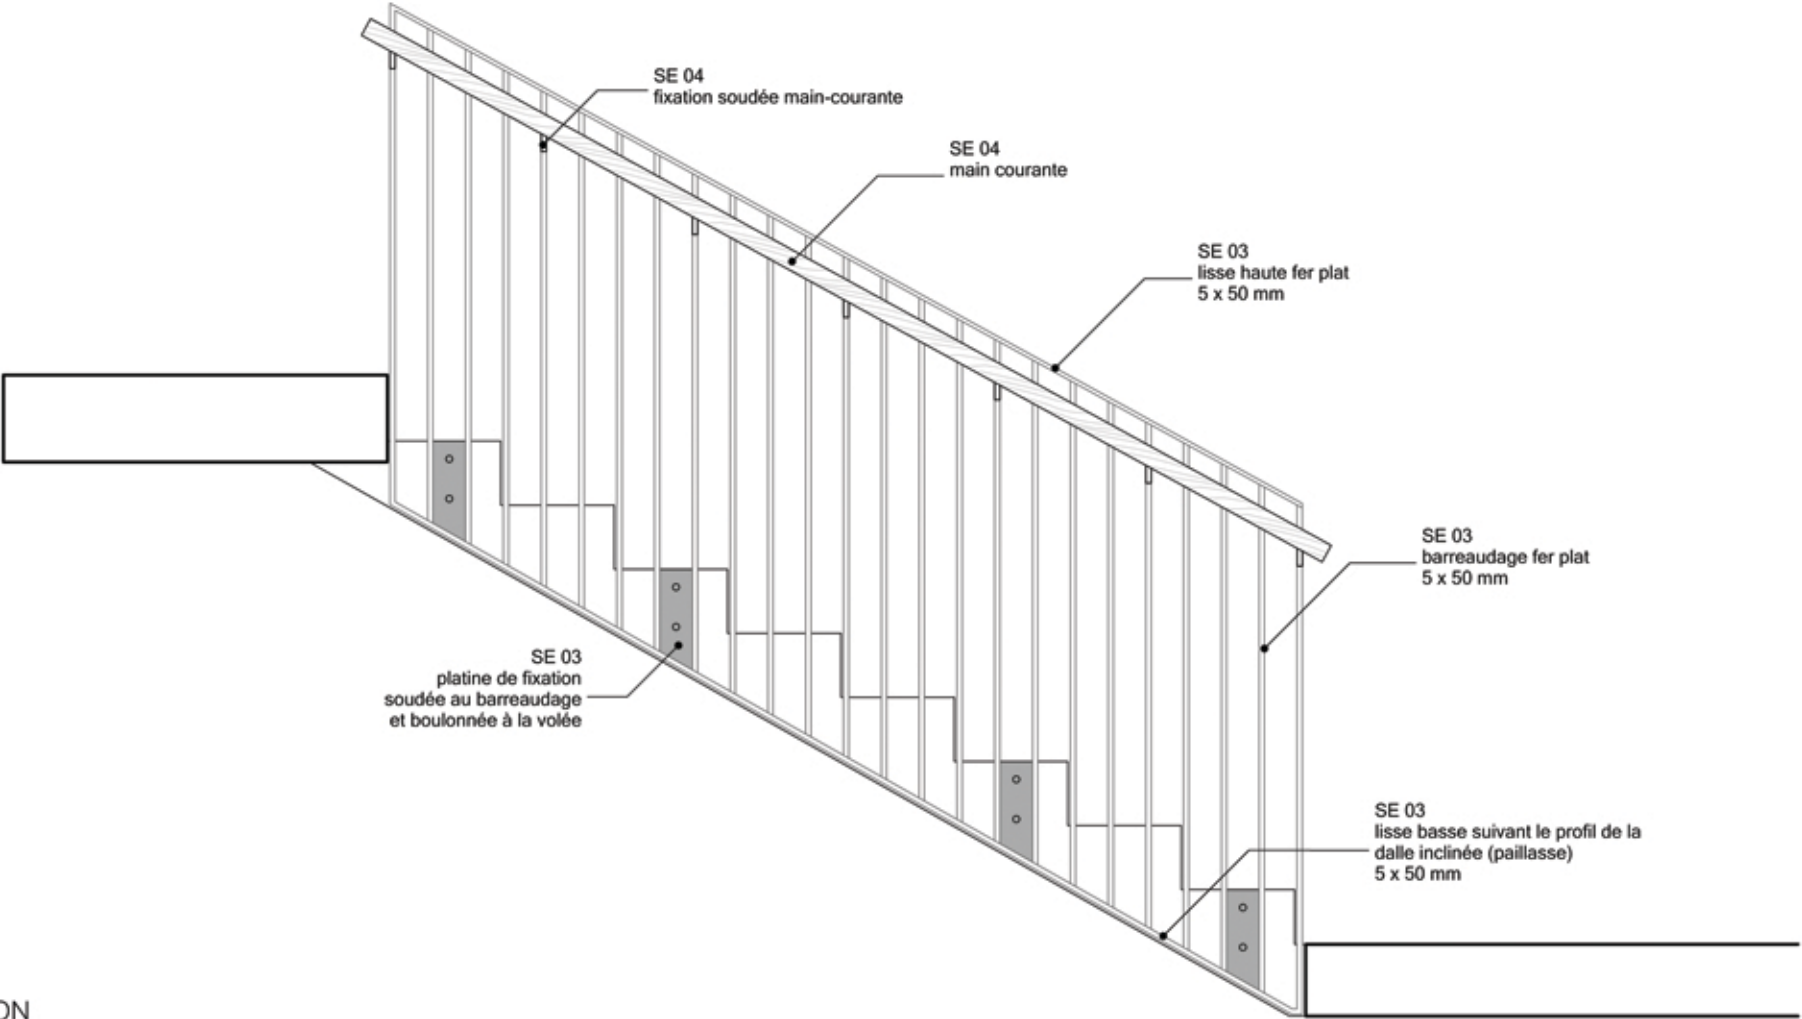 SE 04
fixation soudée main-courante
SE 04
main courante
SE 03
lisse haute fer plat
5 x 50 mm
SE 03
barreaudage fer plat
5 x 50 mm
SE 03
platine de fixation
soudée au barreaudage
et boulonnée à la volée
SE 03
lisse basse suivant le profil de la
dalle inclinée (paillasse)
5 x 50 mm
ON